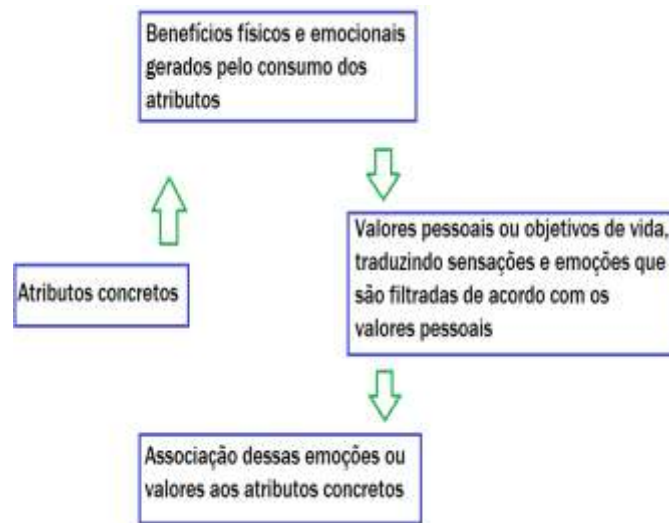 Benefícios físicos e emocionais
gerados pelo consumo dos
atributos
Valores pessoais ou objetivos de vida,
traduzindo sensações e emoções que
são filtradas de acordo com os
valores pessoais
Atributos concretos
Associação dessas emoções ou
valores aos atributos concretos